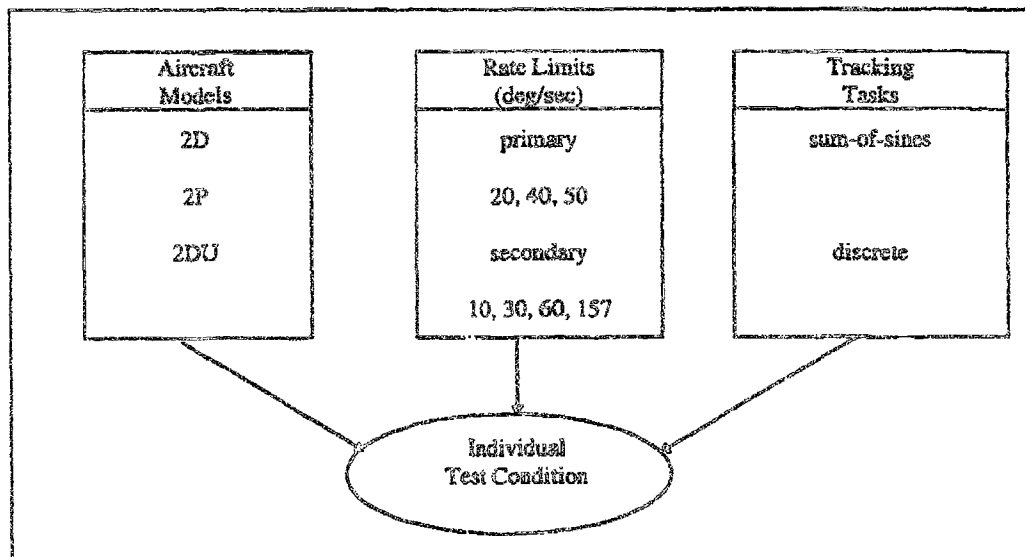 Aircraft
Models
2D
2P
2DU
Rate Limits
(deg/sec)
primary
20, 40, 50
secondary
10, 30, 60, 157
Tracking
Tasks
sum-of-sines
discrete
Individual
Test Condition